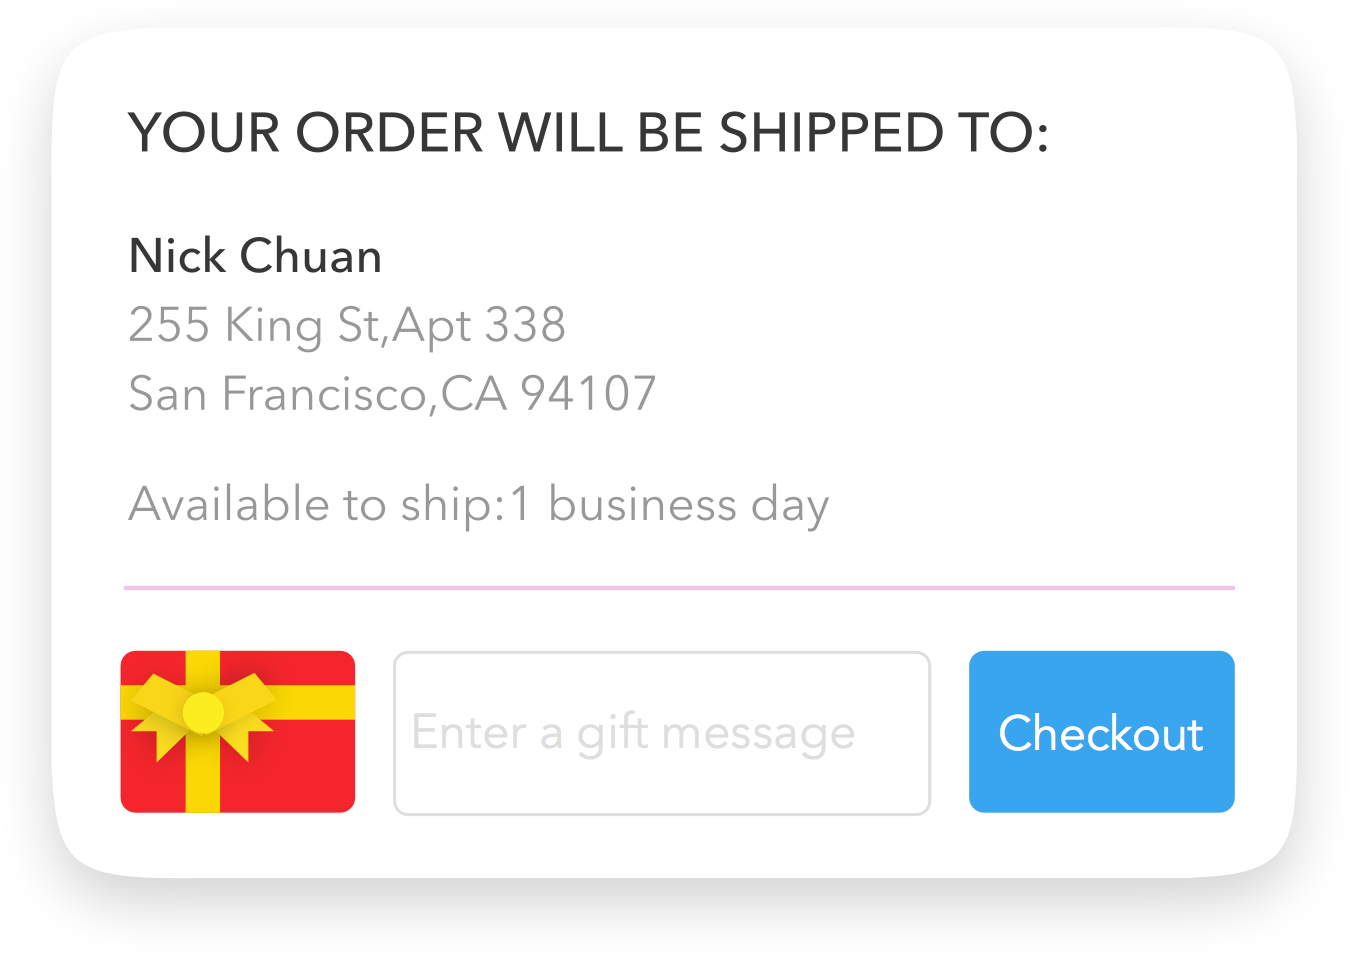 YOUR ORDER WILL BE SHIPPED TO:
Nick Chuan
255 King St,Apt 338
San Francisco,CA 94107
Available to ship:1 business day
Enter a gift message
Checkout